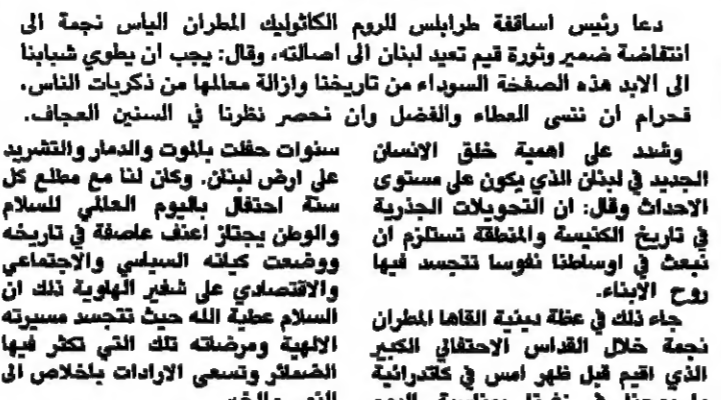 دعا رئيس اساقفة طرابلس للروم الكاثوليك المطران الياس نجمة الى
انتفاضة ضمير وثورة قيم تعيد لبنان الى اصالته، وقال: يجب ان يطوي شبابنا
الى الابد هذه الصفحة السوداء من تاريخنا وازالة معالمها من ذكريات الناس،
فحرام ان ننسى العطاء والفضل وان نحصر نظرنا في السنين العجاف.
وشدد على اهمية خلق الانسان
الجديد في لبنان الذي يكون على مستوى
الاحداث وقال: ان التحويلات الجذرية
في تاريخ الكنيسة والمنطقة تستلزم ان
نبعث في اوساطنا نفوسا تتجسد فيها
روح الابناء.
جاء ذلك في عظة دينية القاها المطران
نجمة خلال القداس الاحتفالي الكبير
الذي اقيم قبل ظهر امس في كاتدرائية
سنوات حفلت بالموت والدمار والتشريد
على ارض لبنان. وكان لنا مع مطلع كل
سنة احتفال باليوم العالمي للسلام
والوطن يجتاز اعنف عاصفة في تاريخه
ووضعت كيانه السياسي والاجتماعي
والاقتصادي على شفير الهاوية ذلك ان
السلام عطية الله حيث تتجسد مسيرته
الالهية ومرضاته تلك التي تكثر فيها
الضمائر وتسعى الارادات باخلاص الى